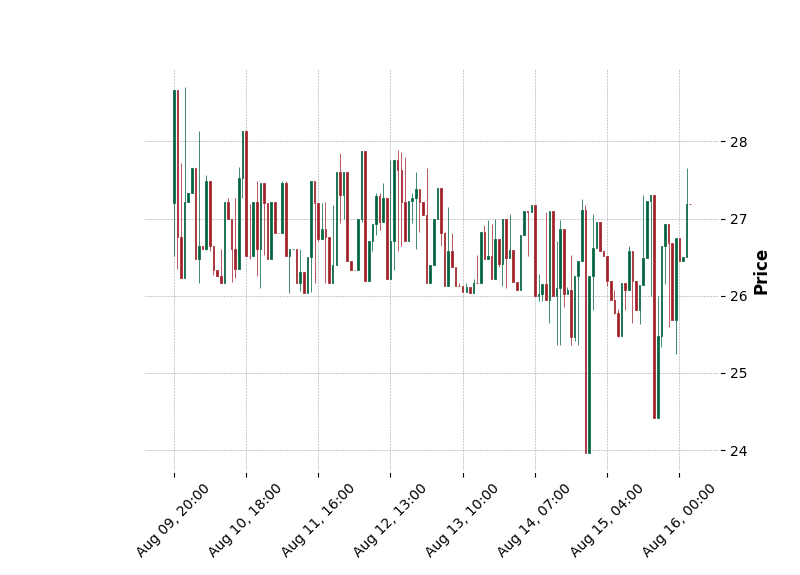 28
27
26
25
24
Price
Aug 09, 20:00
Aug 10, 18:00
Aug 11, 16:00
Aug 12, 13:00
Aug 13, 10:00
Aug 14, 07:00
Aug 15, 04:00
Aug 16, 00:00